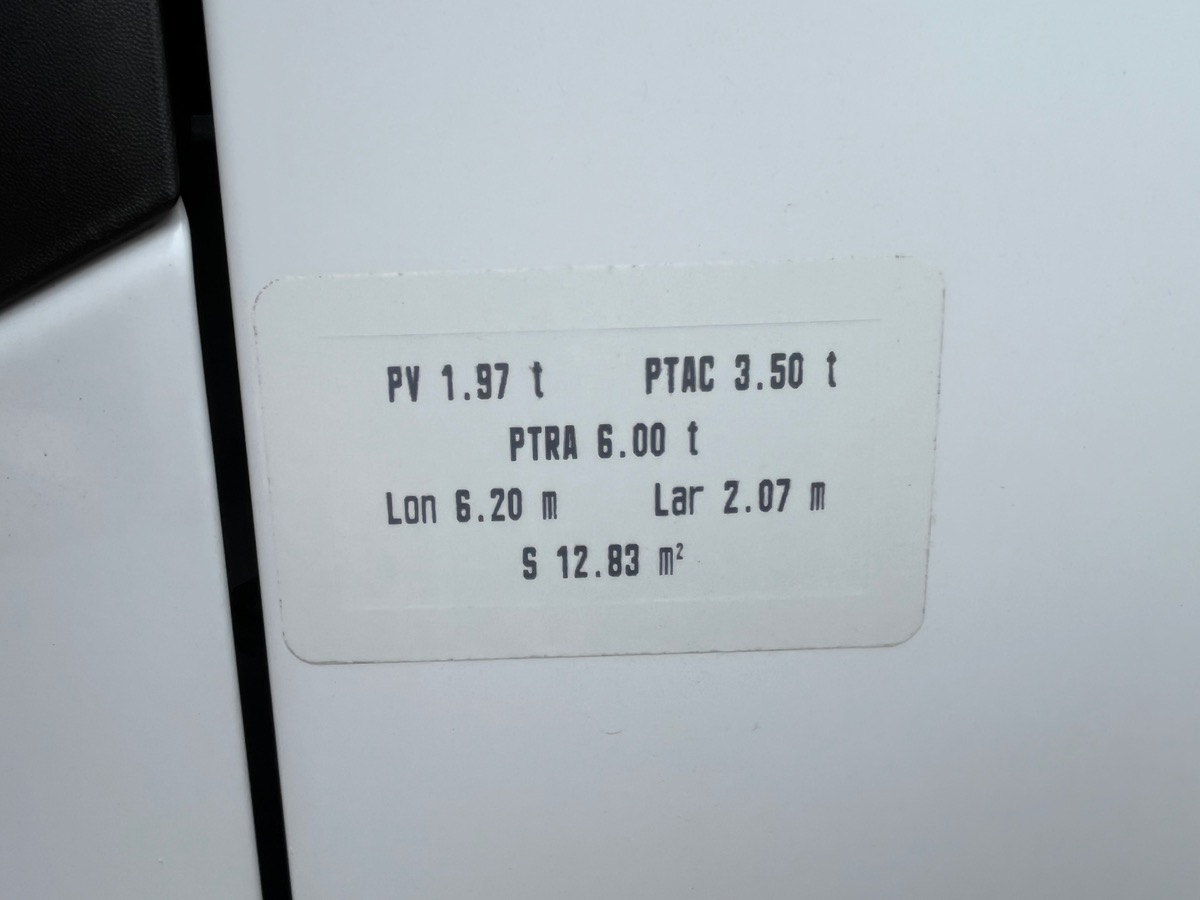 PV 1.97 t PTAC 3.50 t
PTRA 6.00 t
Lon 6.20 m Lar 2.07 m
S 12.83 m²